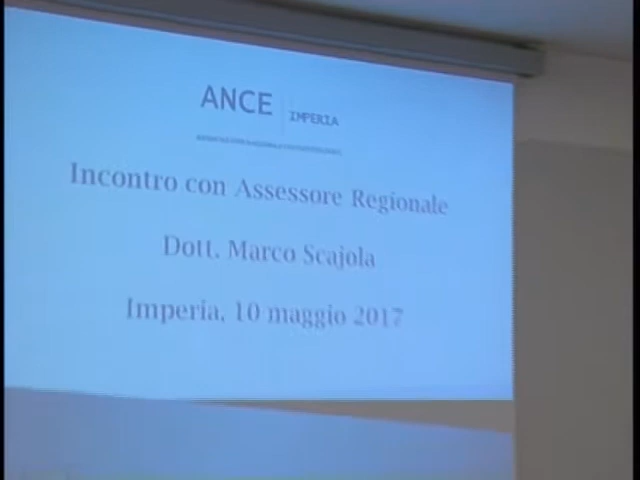 ANCE IMPERIA
Incontro con Assessore Regionale
Dott. Marco Scajola
Imperia, 10 maggio 2017